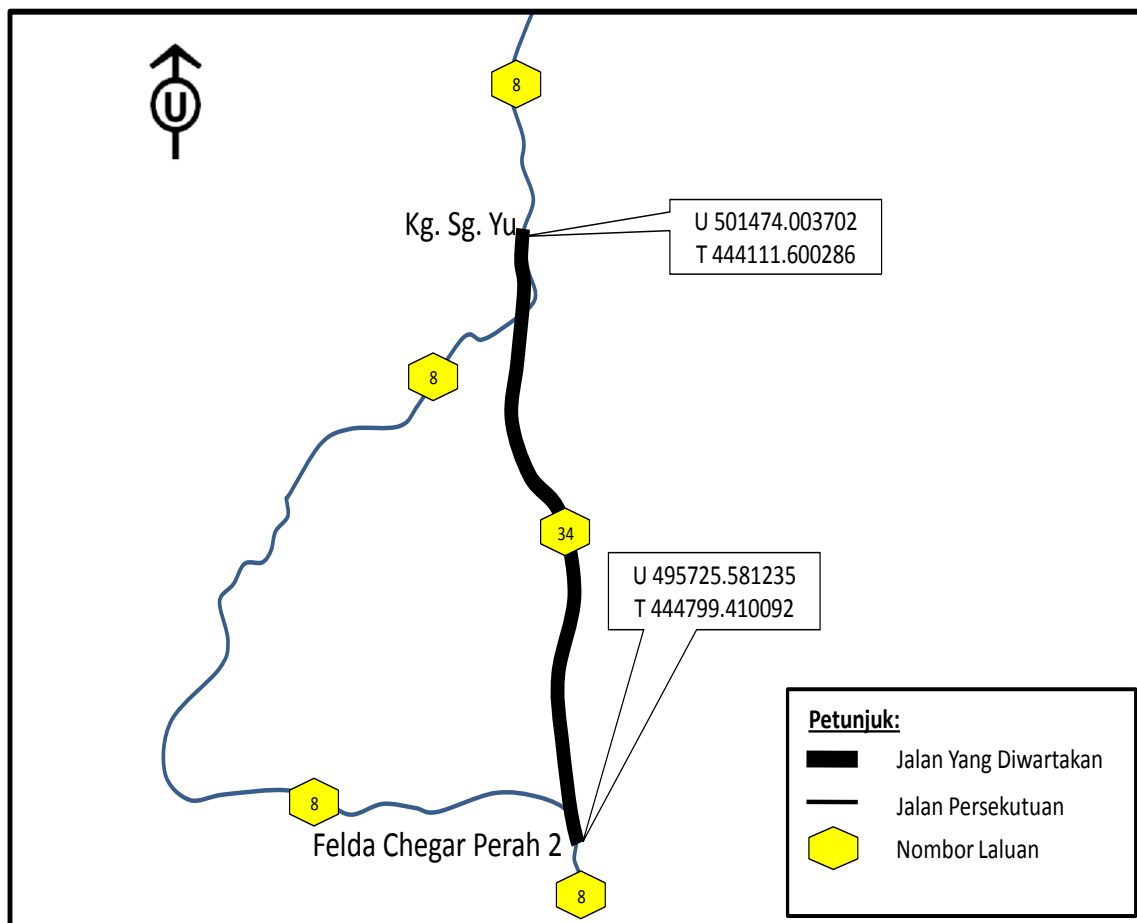 8
U
Kg. Sg. Yu
U 501474.003702
T 444111.600286
8
34
U 495725.581235
T 444799.410092
8
Felda Chegar Perah 2
8
Petunjuk:
Jalan Yang Diwartakan
Jalan Persekutuan
Nombor Laluan